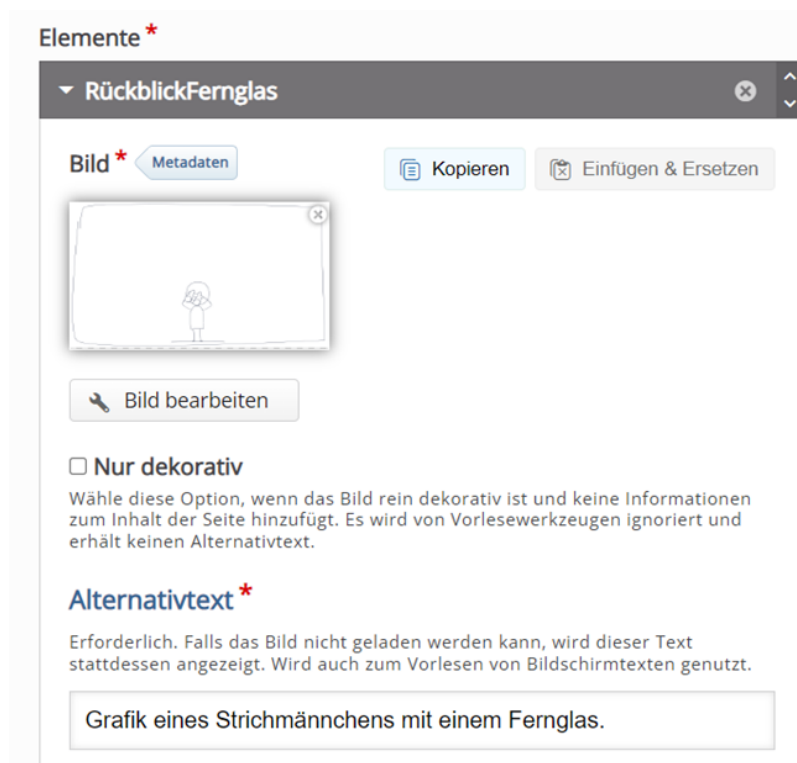 Elemente *
RückblickFernglas
Bild * Metadaten
Kopieren
Einfügen & Ersetzen
Bild bearbeiten
Nur dekorativ
Wähle diese Option, wenn das Bild rein dekorativ ist und keine Informationen
zum Inhalt der Seite hinzufügt. Es wird von Vorlesewerkzeugen ignoriert und
erhält keinen Alternativtext.
Alternativtext *
Erforderlich. Falls das Bild nicht geladen werden kann, wird dieser Text
stattdessen angezeigt. Wird auch zum Vorlesen von Bildschirmtexten genutzt.
Grafik eines Strichmännchens mit einem Fernglas.